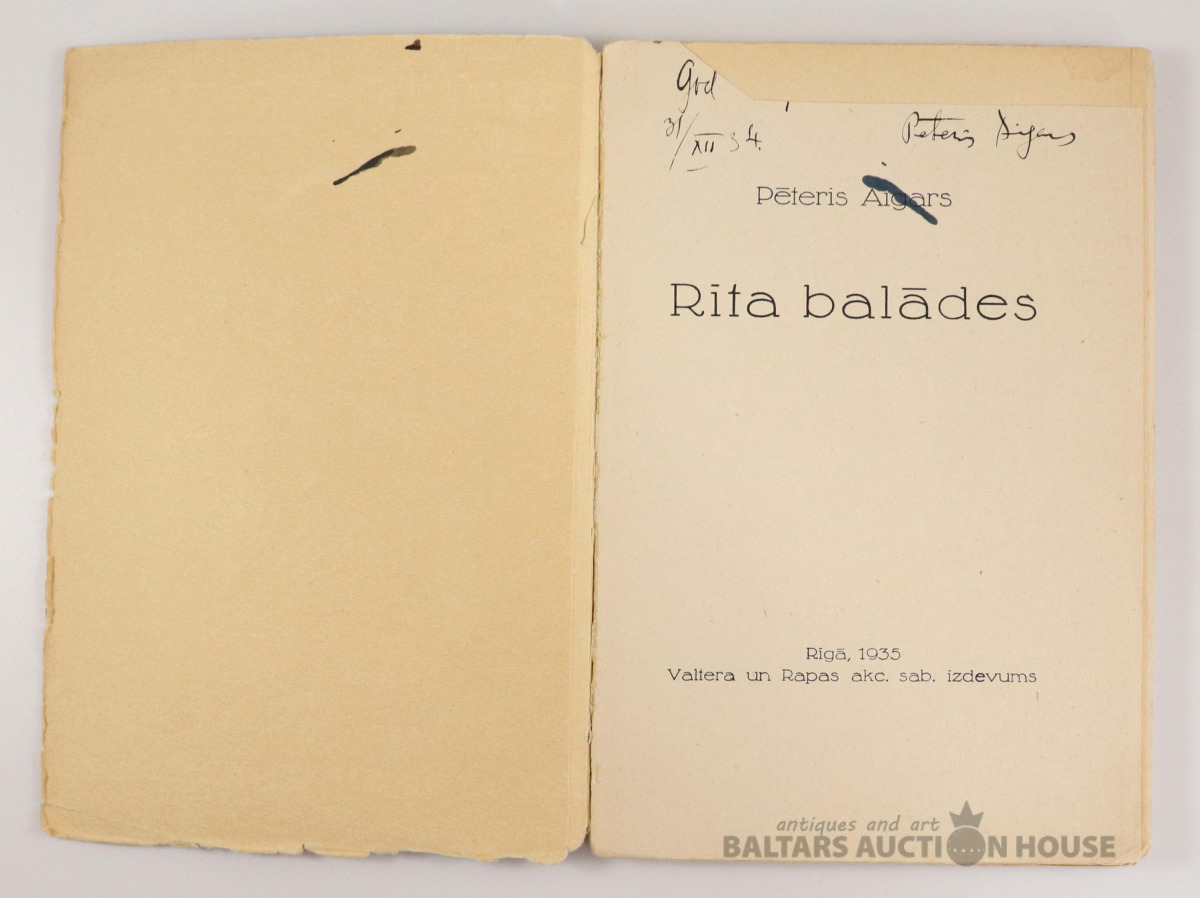 God
31/XII 34.
Pēteris Aigars
Pēteris Aigars
Rīta balādes
Rīgā, 1935
Valtera un Rapas akc. sab. izdevums
antiques and art
BALTARS AUCTION HOUSE